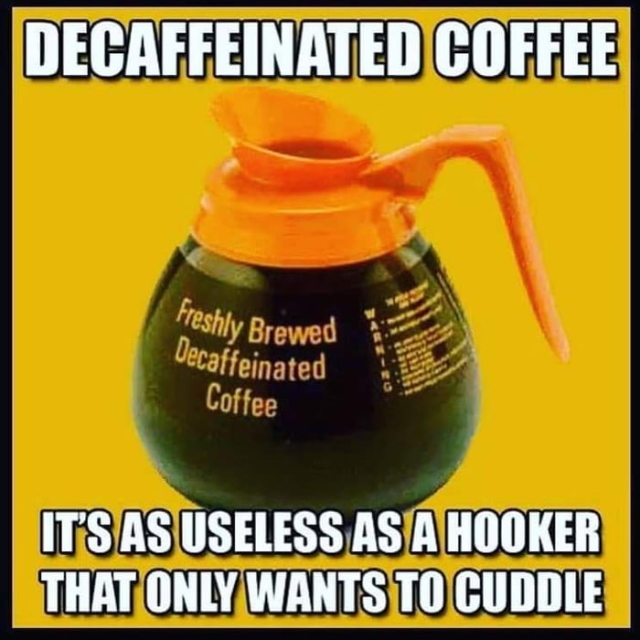 DECAFFEINATED COFFEE
Freshly Brewed
Decaffeinated
Coffee
WARNING
IT'S AS USELESS AS A HOOKER
THAT ONLY WANTS TO CUDDLE